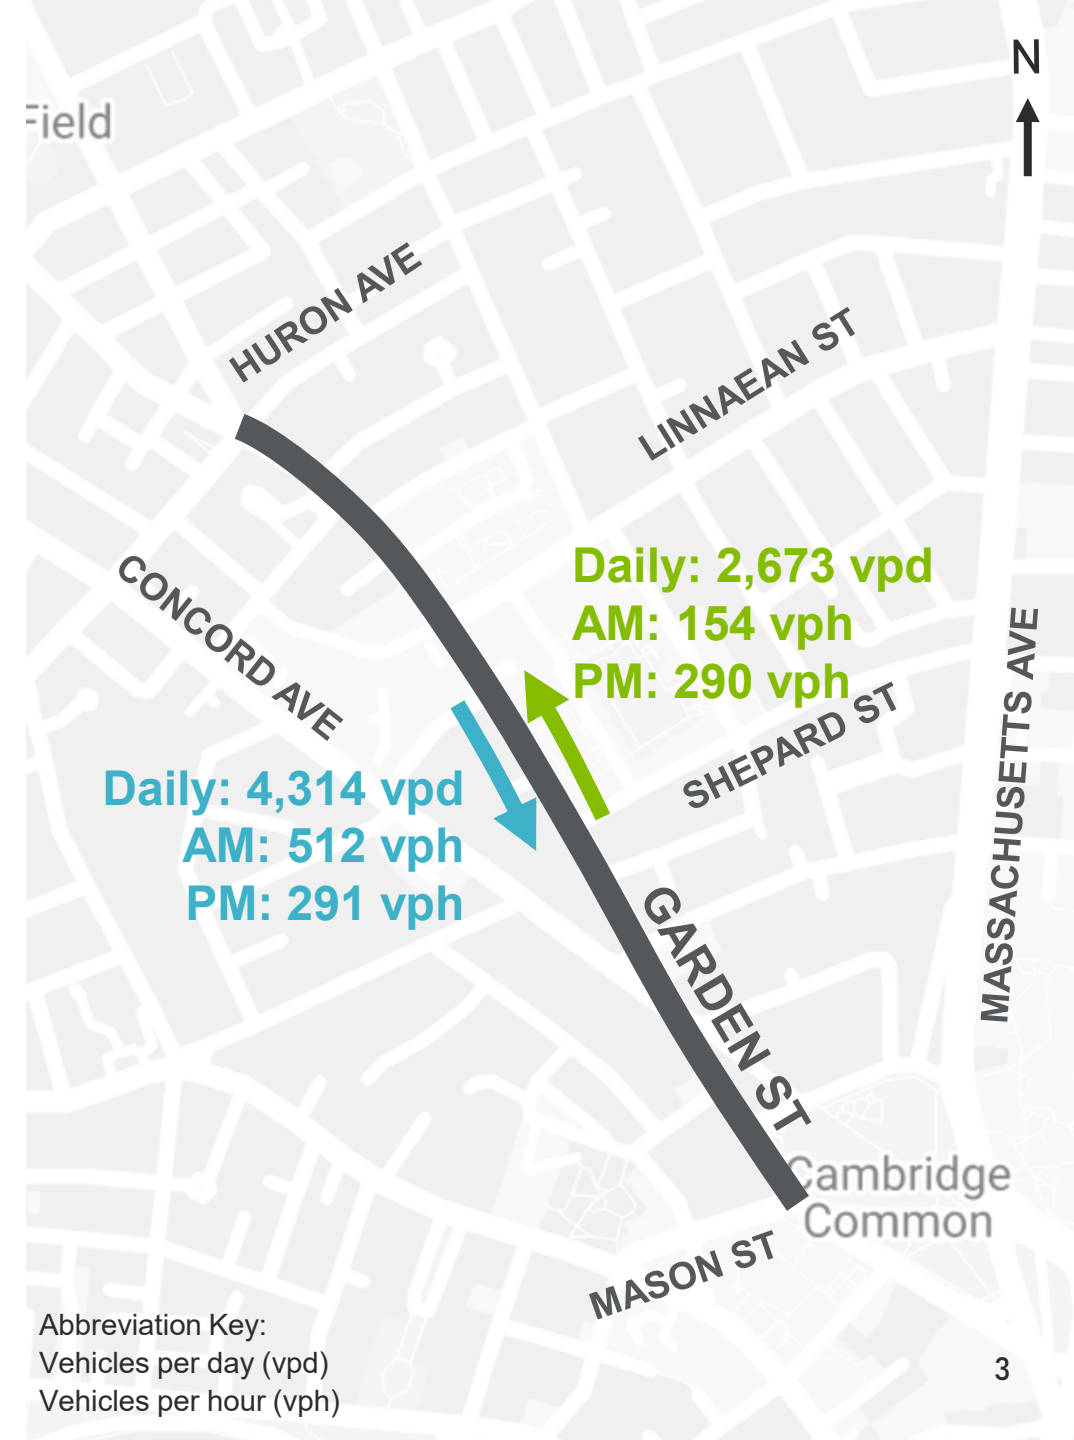 N
Field
HURON AVE
LINNAEAN ST
CONCORD AVE
Daily: 2,673 vpd
AM: 154 vph
PM: 290 vph
SHEPARD ST
MASSACHUSETTS AVE
Daily: 4,314 vpd
AM: 512 vph
PM: 291 vph
GARDEN ST
Cambridge
Common
MASON ST
Abbreviation Key:
Vehicles per day (vpd)
Vehicles per hour (vph)
3